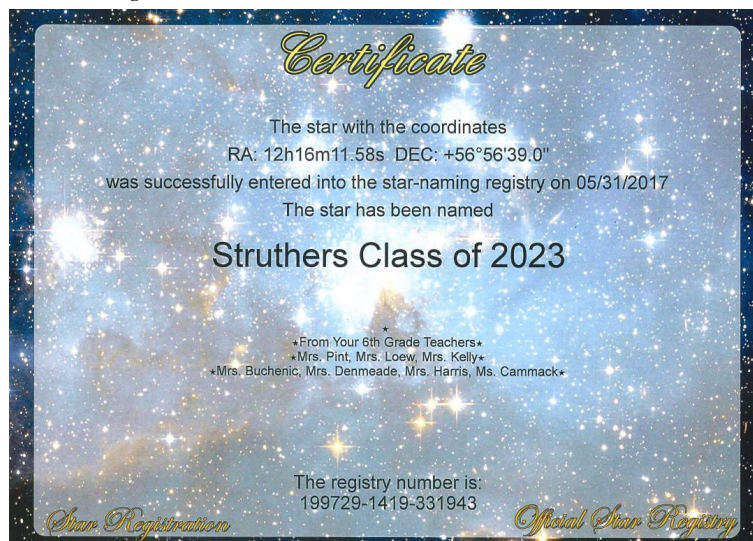 Certificate
The star with the coordinates
RA: 12h16m11.58s DEC: +56°56'39.0"
was successfully entered into the star-naming registry on 05/31/2017
The star has been named
Struthers Class of 2023
★
★From Your 6th Grade Teachers★
★Mrs. Pint, Mrs. Loew, Mrs. Kelly★
★Mrs. Buchenic, Mrs. Denmeade, Mrs. Harris, Ms. Cammack★
The registry number is:
199729-1419-331943
Star Registration
Official Star Registry